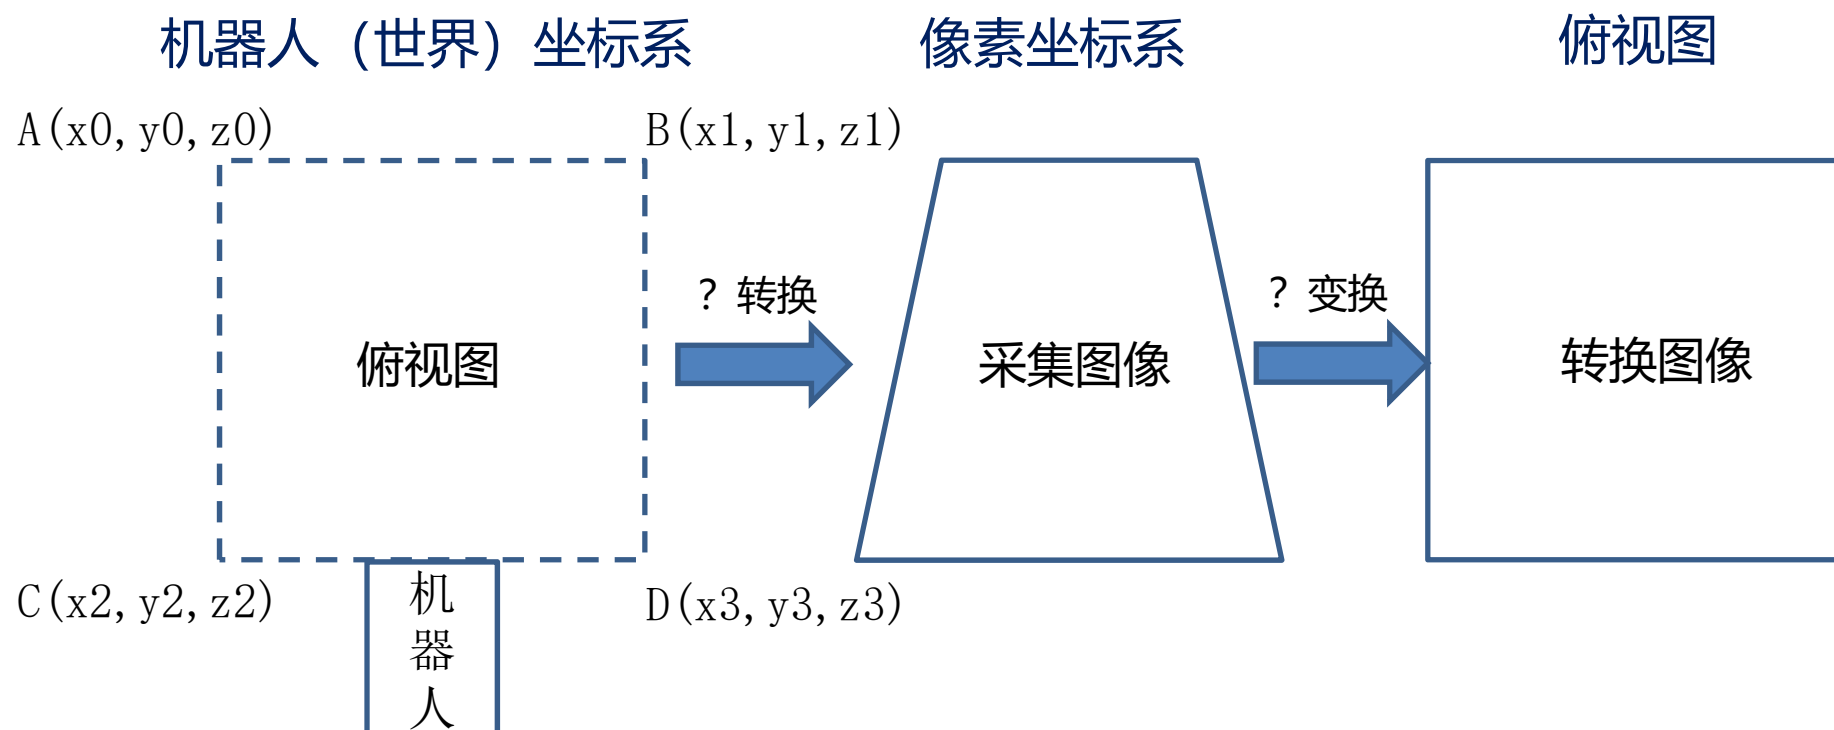 机器人（世界）坐标系
像素坐标系
俯视图
A(x0,y0,z0)
B(x1,y1,z1)
？转换
？变换
俯视图
采集图像
转换图像
C(x2,y2,z2)
D(x3,y3,z3)
机
器
人